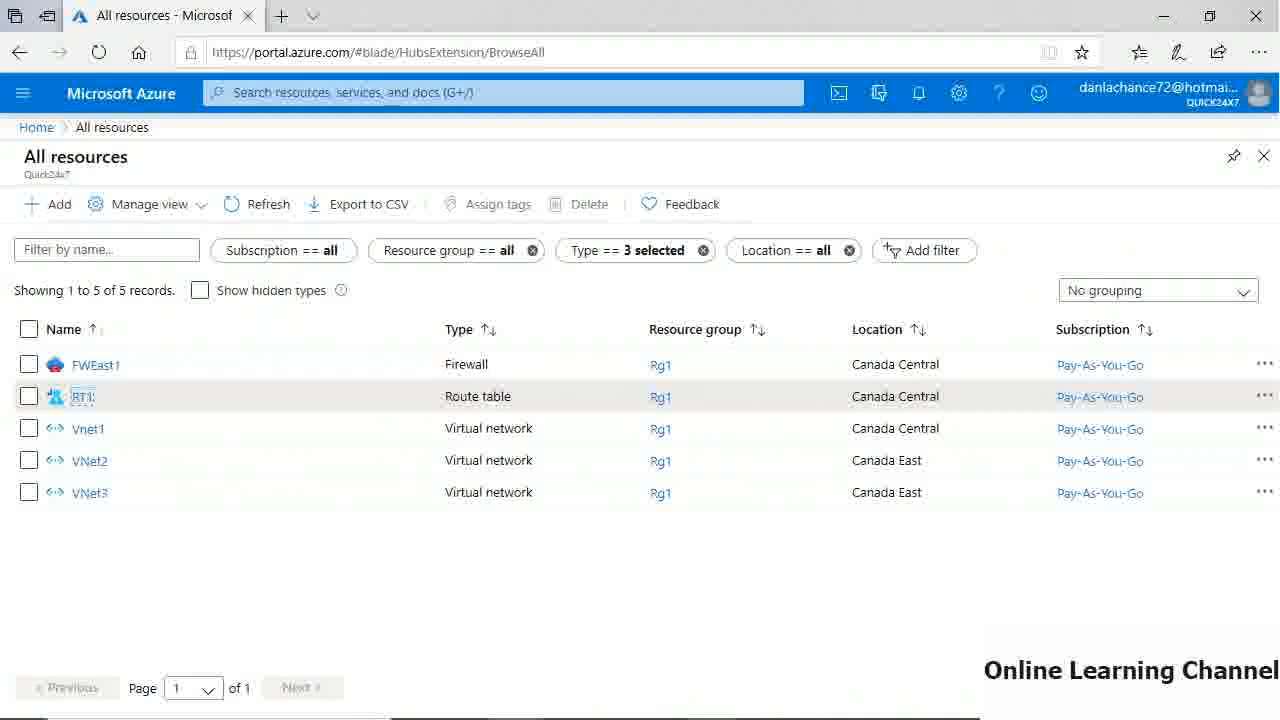 All resources - Microsof
https://portal.azure.com/#blade/HubsExtension/BrowseAll
Microsoft Azure
Search resources, services, and docs (G+/)
danlachance72@hotmai...
QUICK24X7
Home > All resources
All resources
Quick24x7
Add Manage view Refresh Export to CSV Assign tags Delete Feedback
Filter by name... Subscription == all Resource group == all Type == 3 selected Location == all Add filter
Showing 1 to 5 of 5 records. Show hidden types No grouping
Name Type Resource group Location Subscription
FWEast1 Firewall Rg1 Canada Central Pay-As-You-Go ...
RT1 Route table Rg1 Canada Central Pay-As-You-Go ...
Vnet1 Virtual network Rg1 Canada Central Pay-As-You-Go ...
VNet2 Virtual network Rg1 Canada East Pay-As-You-Go ...
VNet3 Virtual network Rg1 Canada East Pay-As-You-Go ...
Online Learning Channel
< Previous Page 1 of 1 Next >